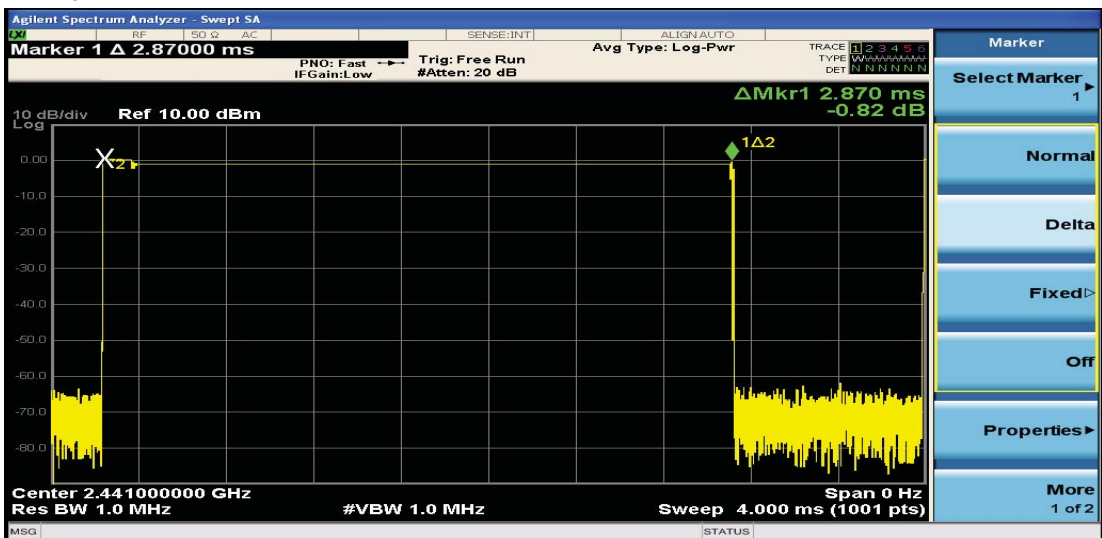 Agilent Spectrum Analyzer - Swept SA
LXI RF 50 Ω AC SENSE:INT ALIGN AUTO
Marker 1 Δ 2.87000 ms
PNO: Fast
IFGain:Low
Trig: Free Run
#Atten: 20 dB
Avg Type: Log-Pwr
TRACE 1 2 3 4 5 6
TYPE W
DET N N N N N N
ΔMkr1 2.870 ms
-0.82 dB
10 dB/div Ref 10.00 dBm
Log
0.00
-10.0
-20.0
-30.0
-40.0
-50.0
-60.0
-70.0
-80.0
X2
1Δ2
Center 2.441000000 GHz
Span 0 Hz
Res BW 1.0 MHz
#VBW 1.0 MHz
Sweep 4.000 ms (1001 pts)
MSG
STATUS
Marker
Select Marker
1
Normal
Delta
Fixed
Off
Properties
More
1 of 2